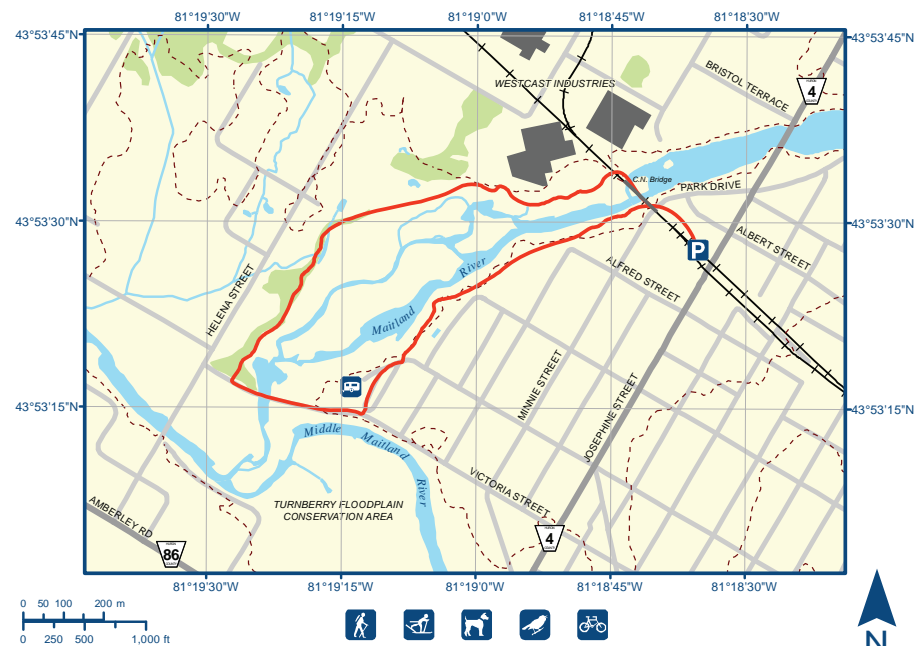 81°19'30"W 81°19'15"W 81°19'0"W 81°18'45"W 81°18'30"W
43°53'45"N 43°53'45"N
WESTCAST INDUSTRIES
BRISTOL TERRACE
4
C.N. Bridge
PARK DRIVE
43°53'30"N 43°53'30"N
P
ALBERT STREET
River
ALFRED STREET
HELENA STREET
Maitland
MINNIE STREET
JOSEPHINE STREET
43°53'15"N 43°53'15"N
Middle
Maitland
River
VICTORIA STREET
TURNBERRY FLOODPLAIN
CONSERVATION AREA
AMBERLEY RD
86
4
81°19'30"W 81°19'15"W 81°19'0"W 81°18'45"W 81°18'30"W
0 50 100 200 m
0 250 500 1,000 ft
N